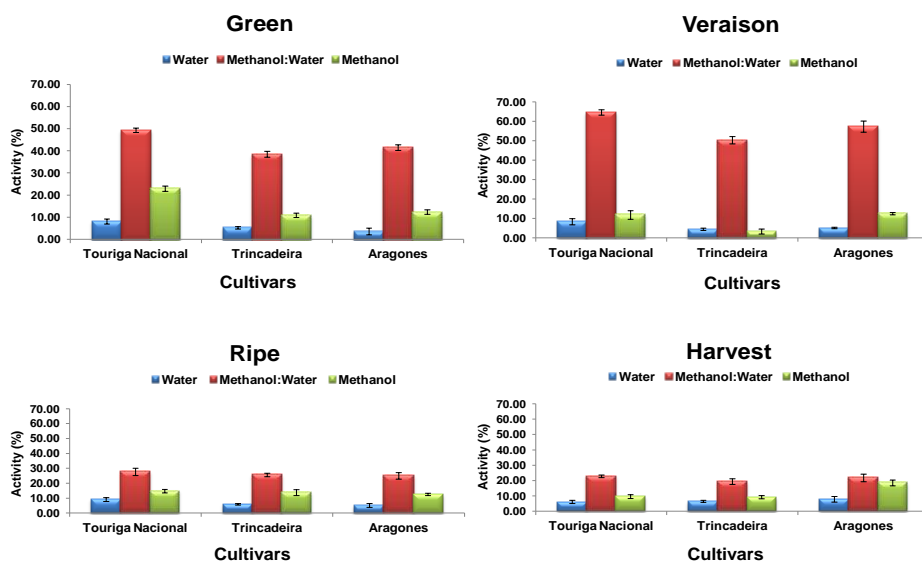 Green
Water Methanol:Water Methanol
70.00
60.00
50.00
40.00
30.00
20.00
10.00
0.00
Activity (%)
Touriga Nacional Trincadeira Aragones
Cultivars
Veraison
Water Methanol:Water Methanol
70.00
60.00
50.00
40.00
30.00
20.00
10.00
0.00
Activity (%)
Touriga Nacional Trincadeira Aragones
Cultivars
Ripe
Water Methanol:Water Methanol
70.00
60.00
50.00
40.00
30.00
20.00
10.00
0.00
Activity (%)
Touriga Nacional Trincadeira Aragones
Cultivars
Harvest
Water Methanol:Water Methanol
70.00
60.00
50.00
40.00
30.00
20.00
10.00
0.00
Activity (%)
Touriga Nacional Trincadeira Aragones
Cultivars